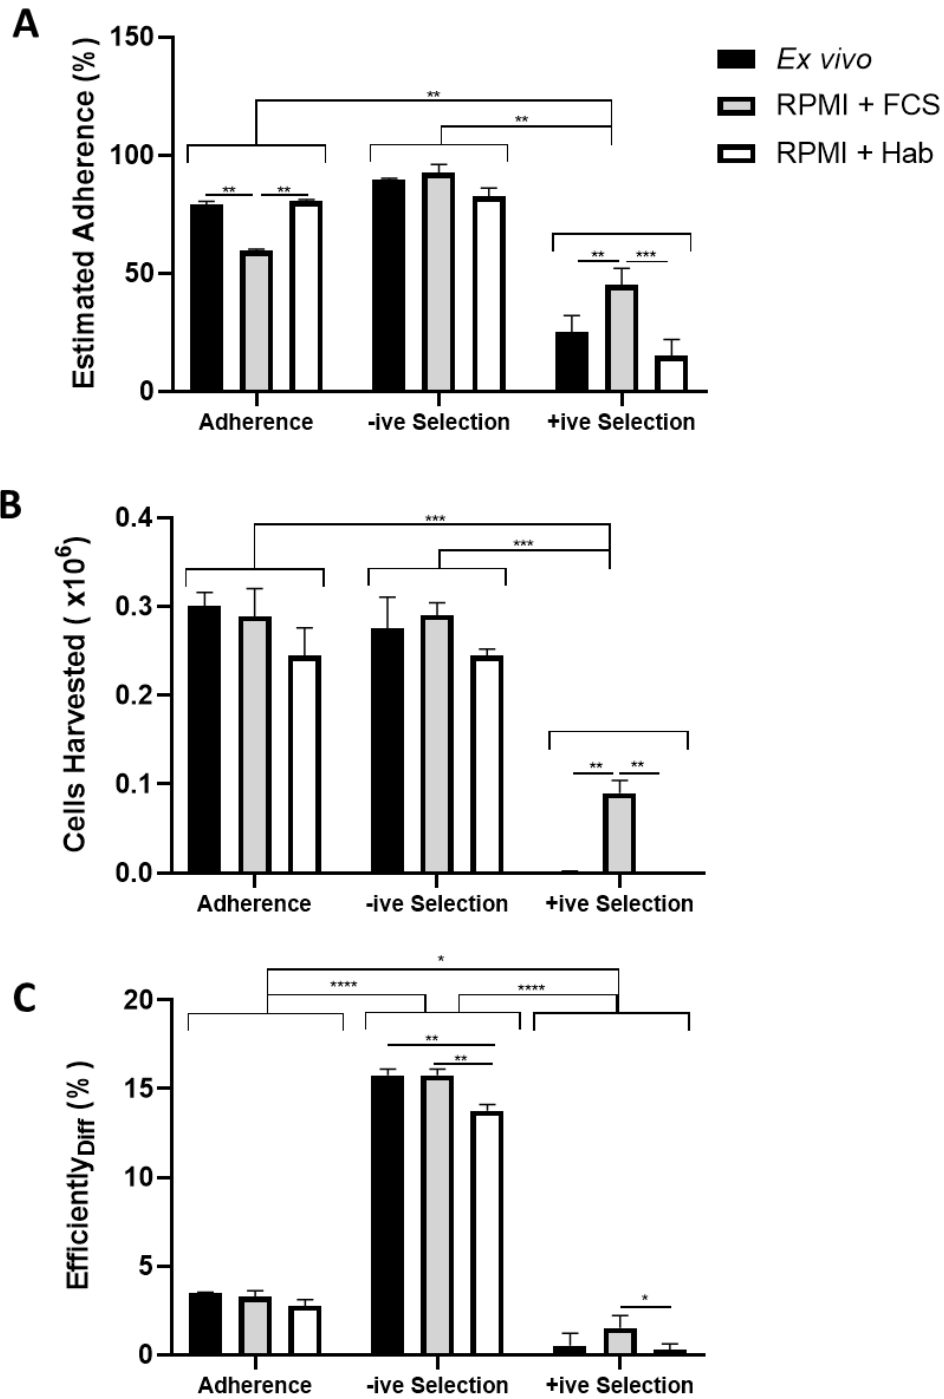 A
150
100
50
0
Estimated Adherence (%)
**
**
** **
** ***
Adherence -ive Selection +ive Selection
Ex vivo
RPMI + FCS
RPMI + Hab
B
0.4
0.3
0.2
0.1
0.0
Cells Harvested ( x10⁶)
***
***
** **
Adherence -ive Selection +ive Selection
C
20
15
10
5
0
Efficiently_Diff (%)
*
**** ****
**
**
*
Adherence -ive Selection +ive Selection